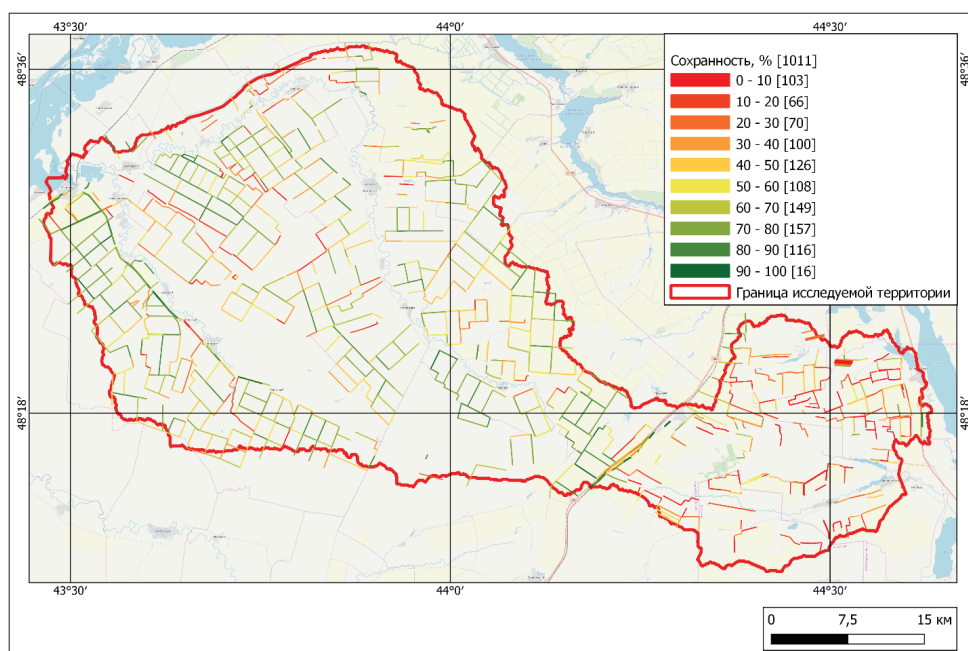 43°30′ 44°0′ 44°30′
48°36′ 48°36′
Сохранность, % [1011]
0 - 10 [103]
10 - 20 [66]
20 - 30 [70]
30 - 40 [100]
40 - 50 [126]
50 - 60 [108]
60 - 70 [149]
70 - 80 [157]
80 - 90 [116]
90 - 100 [16]
Граница исследуемой территории
48°18′ 48°18′
43°30′ 44°0′ 44°30′
0 7,5 15 км